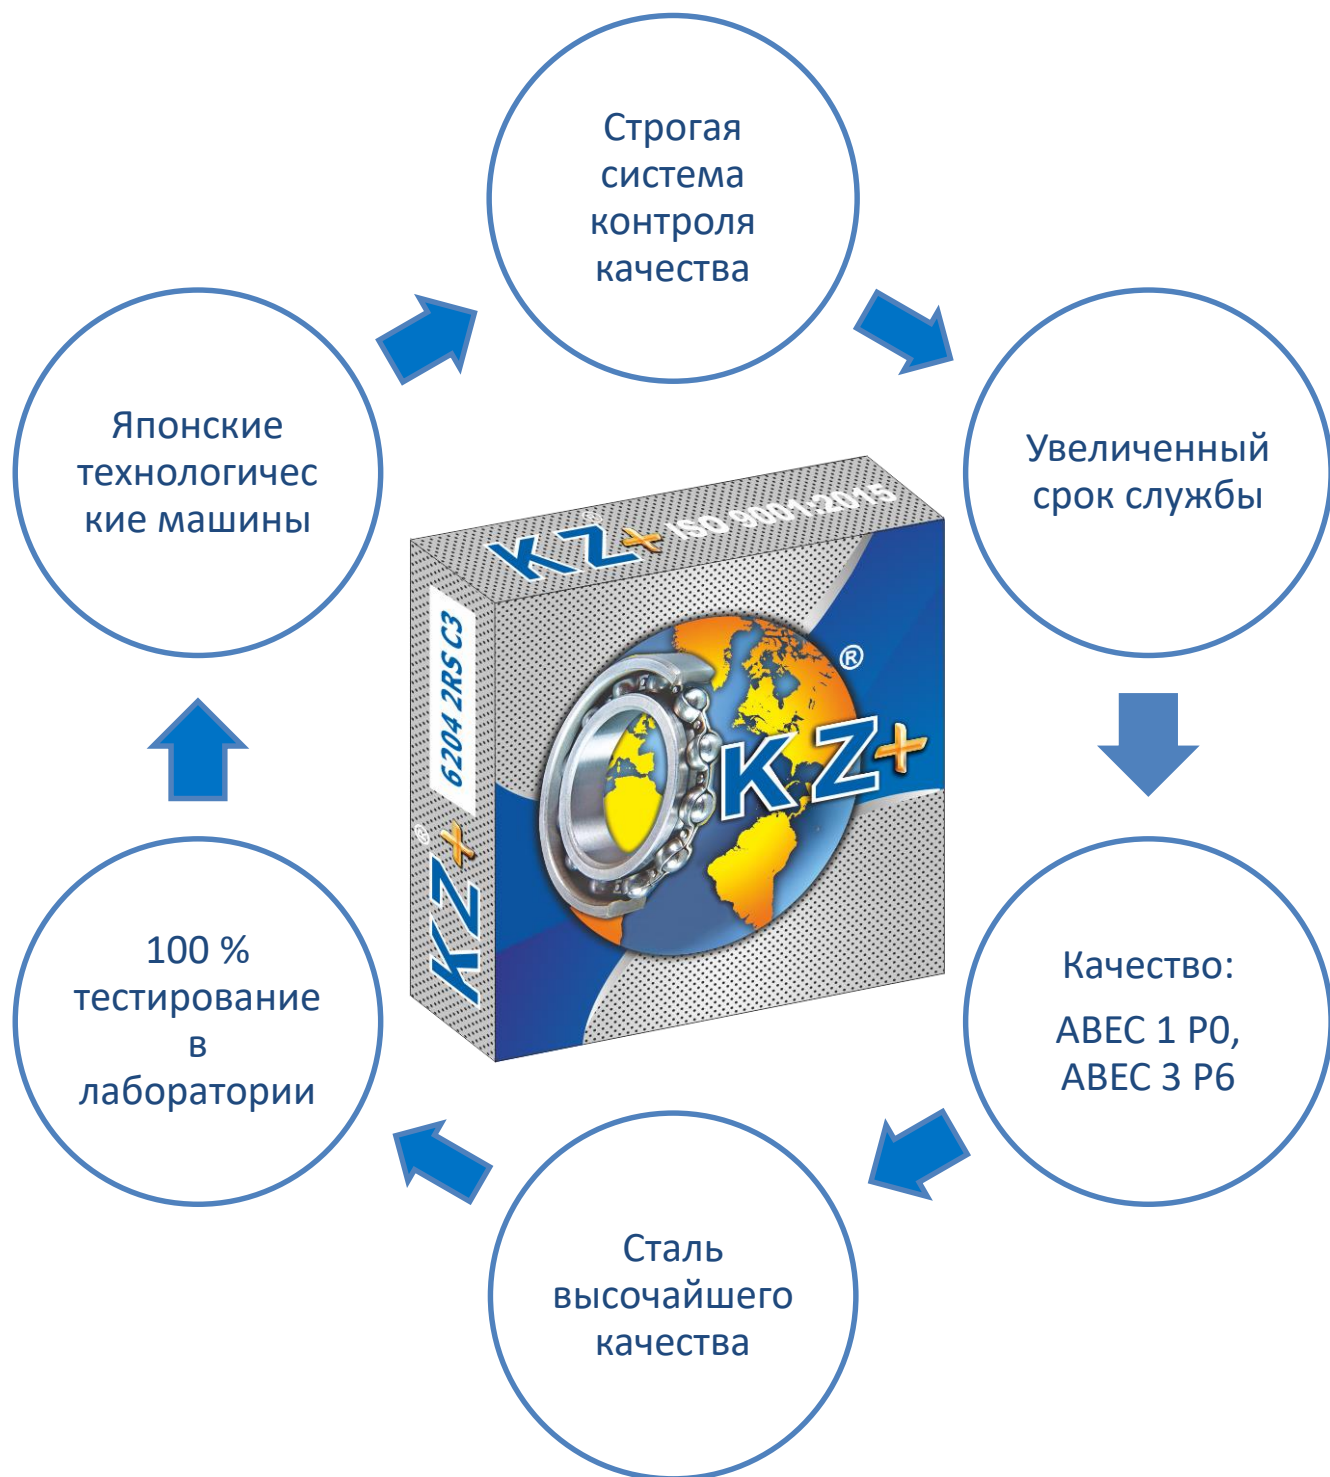 Строгая
система
контроля
качества
Японские
технологичес
кие машины
Увеличенный
срок службы
KZ+® ISO 9001:2015
6204 2RS C3
KZ+®
®
KZ+
100 %
тестирование
в
лаборатории
Качество:
ABEC 1 P0,
ABEC 3 P6
Сталь
высочайшего
качества